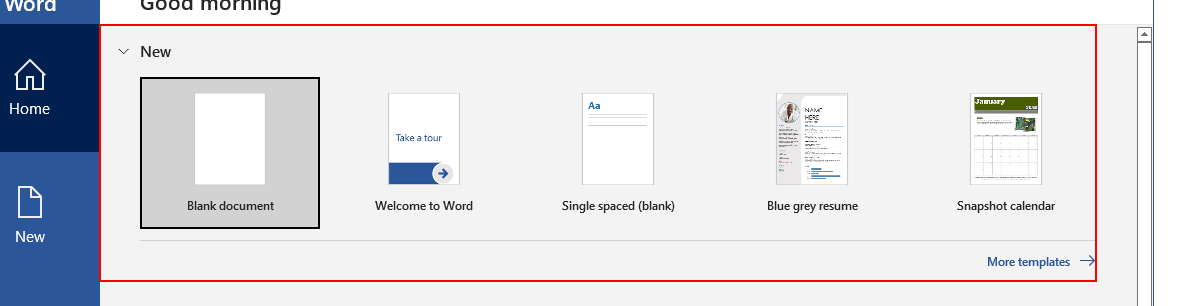 Word
Good morning
New
Home
New
Take a tour
Aa
NAME
HERE
January
Blank document
Welcome to Word
Single spaced (blank)
Blue grey resume
Snapshot calendar
More templates